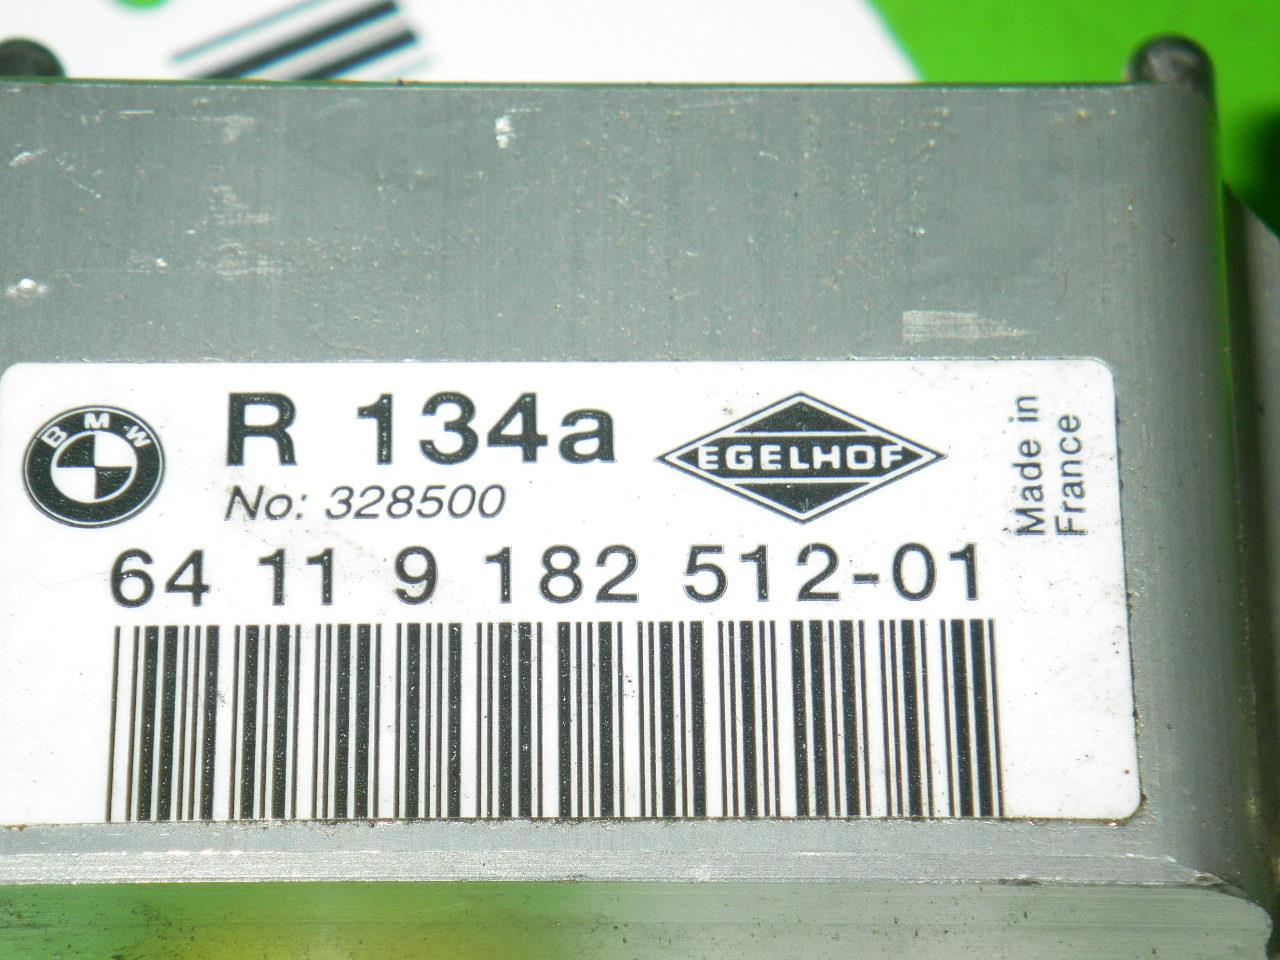 BMW
R 134a
EGELHOF
No: 328500
Made in
France
64 11 9 182 512-01